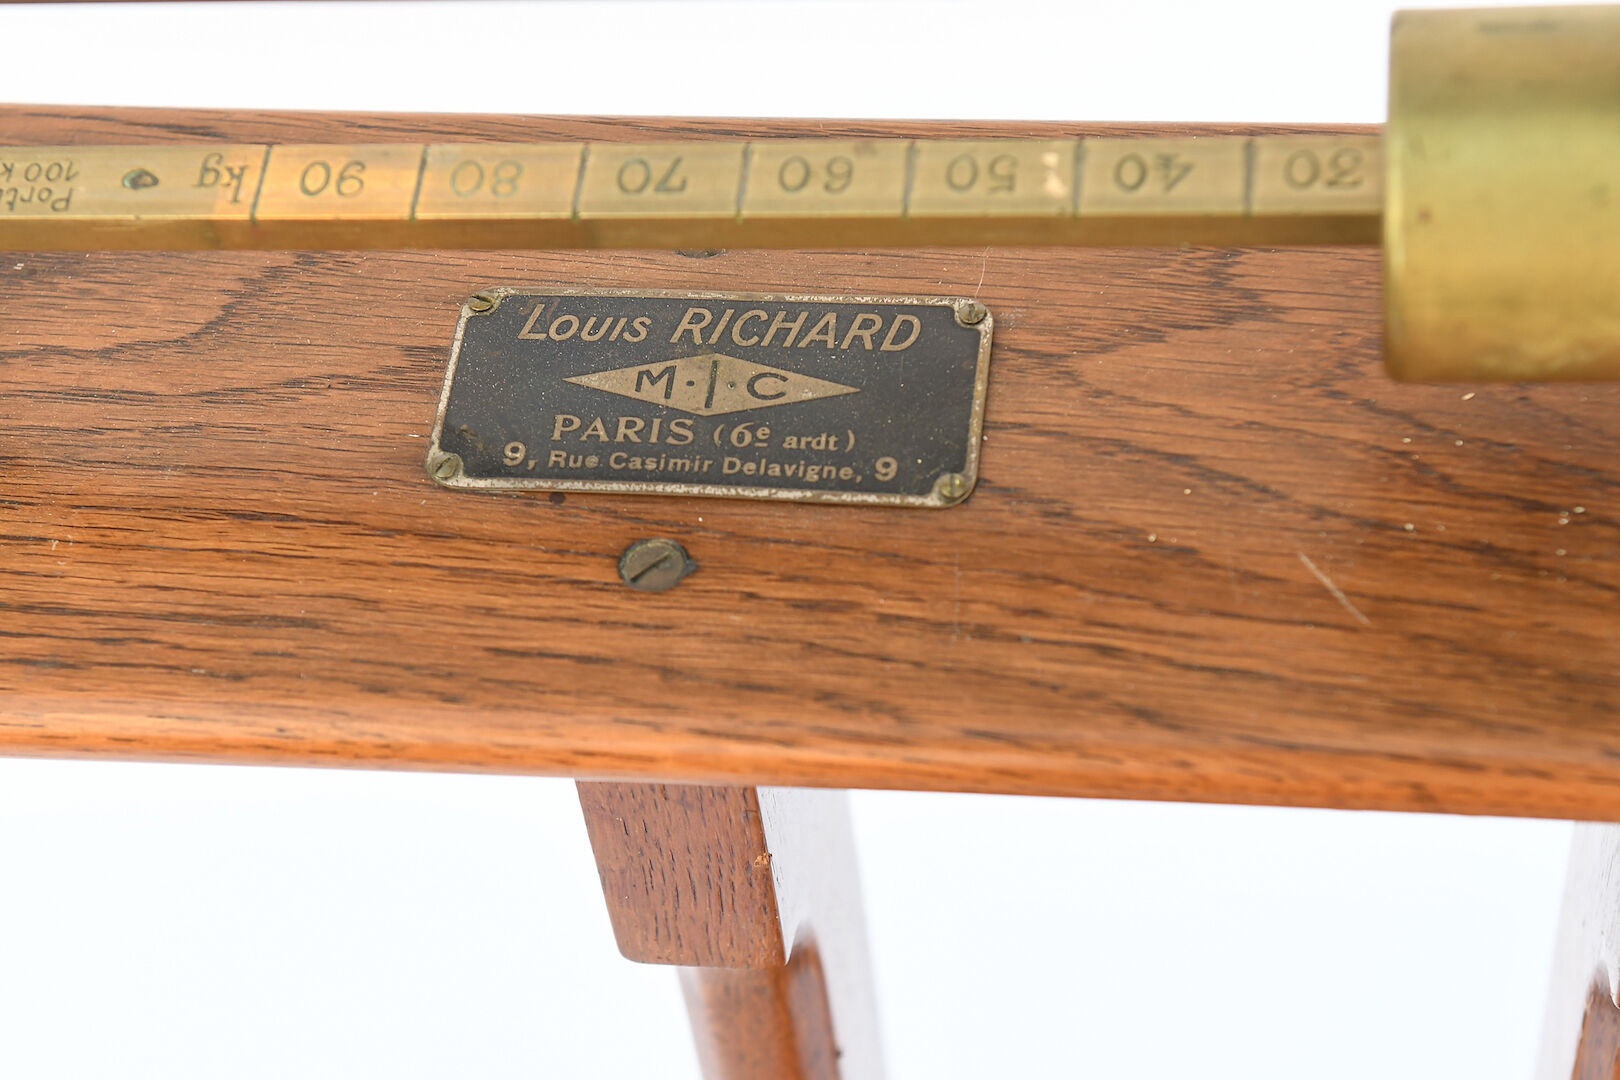 kg 90 80 70 60 50 40 30
100 k
Louis RICHARD
M·I·C
PARIS (6e ardt)
9, Rue Casimir Delavigne, 9